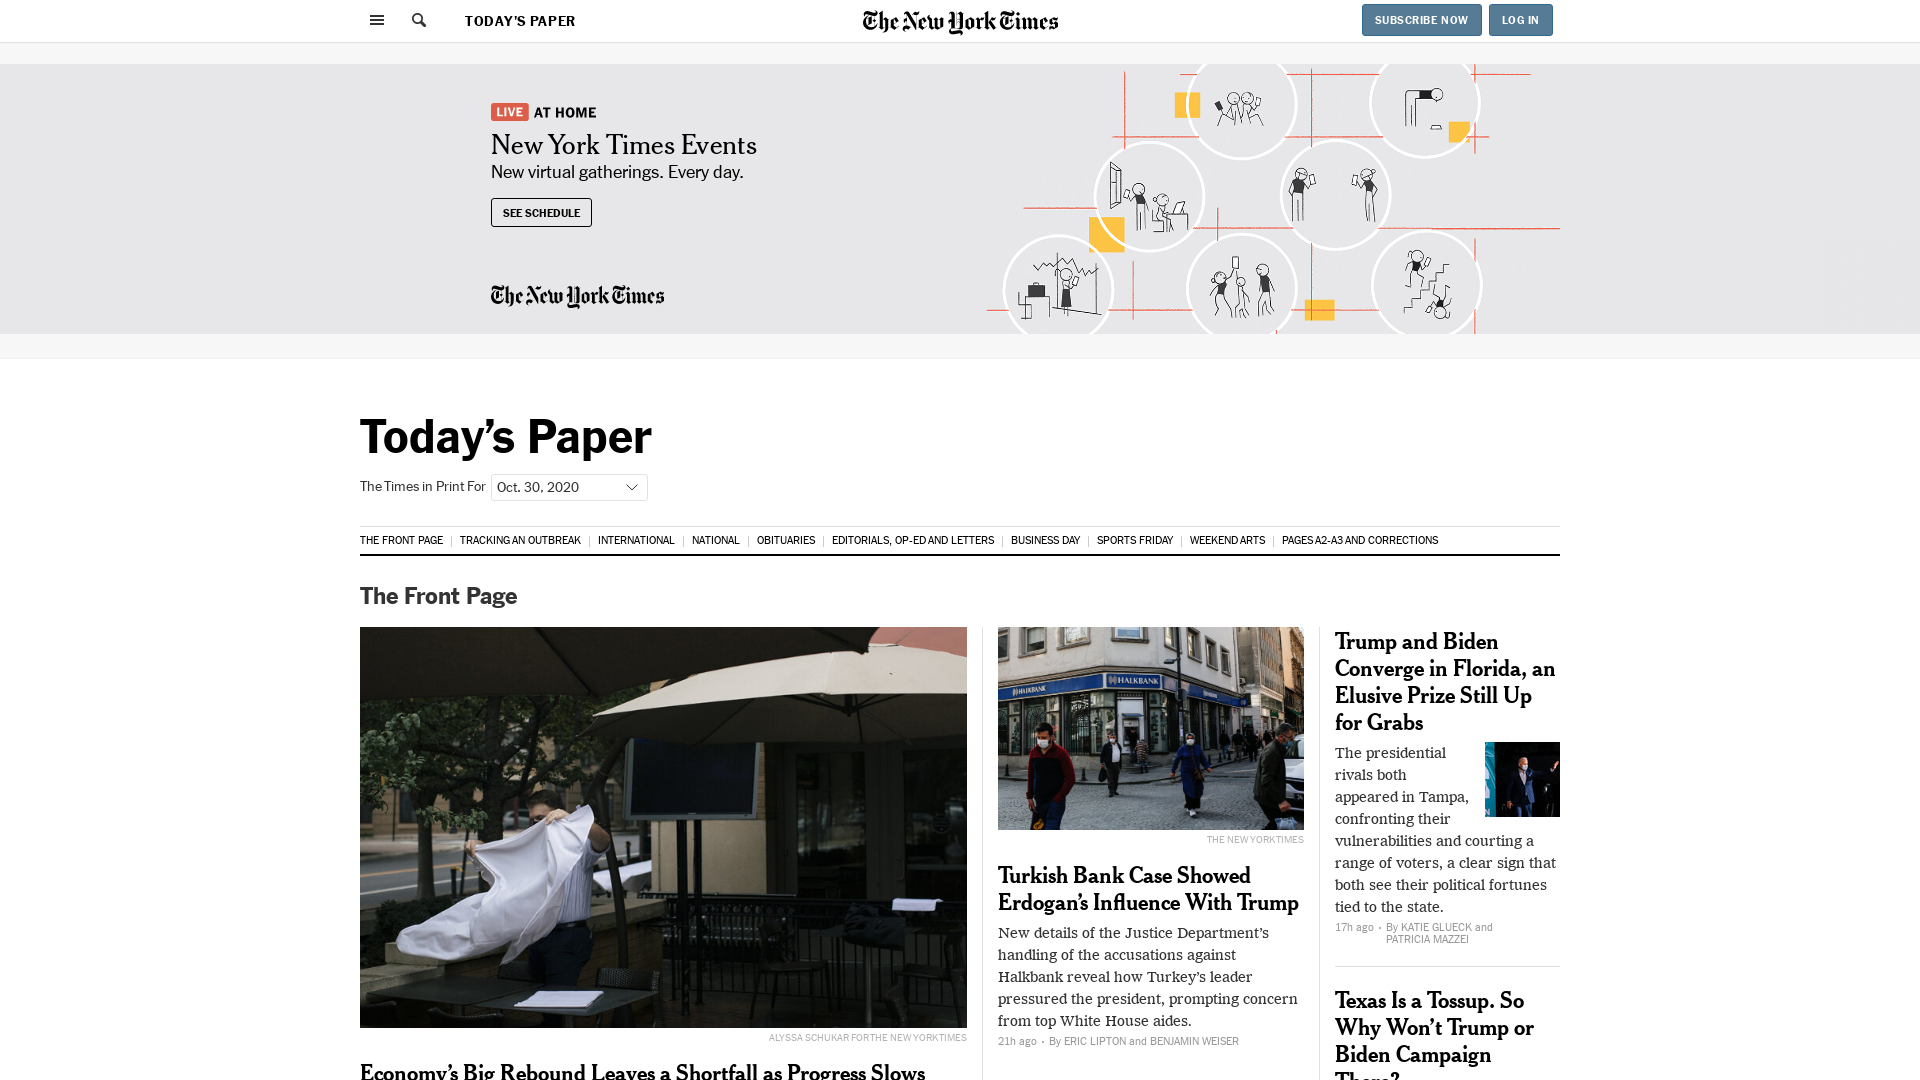 TODAY'S PAPER
The New York Times
SUBSCRIBE NOW
LOG IN
LIVE AT HOME
New York Times Events
New virtual gatherings. Every day.
SEE SCHEDULE
The New York Times
Today’s Paper
The Times in Print For Oct. 30, 2020
THE FRONT PAGE
TRACKING AN OUTBREAK
INTERNATIONAL
NATIONAL
OBITUARIES
EDITORIALS, OP-ED AND LETTERS
BUSINESS DAY
SPORTS FRIDAY
WEEKEND ARTS
PAGES A2-A3 AND CORRECTIONS
The Front Page
ALYSSA SCHUKAR FOR THE NEW YORK TIMES
Economy’s Big Rebound Leaves a Shortfall as Progress Slows
HALKBANK
HALKBANK
THE NEW YORK TIMES
Turkish Bank Case Showed
Erdogan’s Influence With Trump
New details of the Justice Department’s
handling of the accusations against
Halkbank reveal how Turkey’s leader
pressured the president, prompting concern
from top White House aides.
21h ago • By ERIC LIPTON and BENJAMIN WEISER
Trump and Biden
Converge in Florida, an
Elusive Prize Still Up
for Grabs
The presidential
rivals both
appeared in Tampa,
confronting their
vulnerabilities and courting a
range of voters, a clear sign that
both see their political fortunes
tied to the state.
17h ago • By KATIE GLUECK and
PATRICIA MAZZEI
Texas Is a Tossup. So
Why Won’t Trump or
Biden Campaign
There?